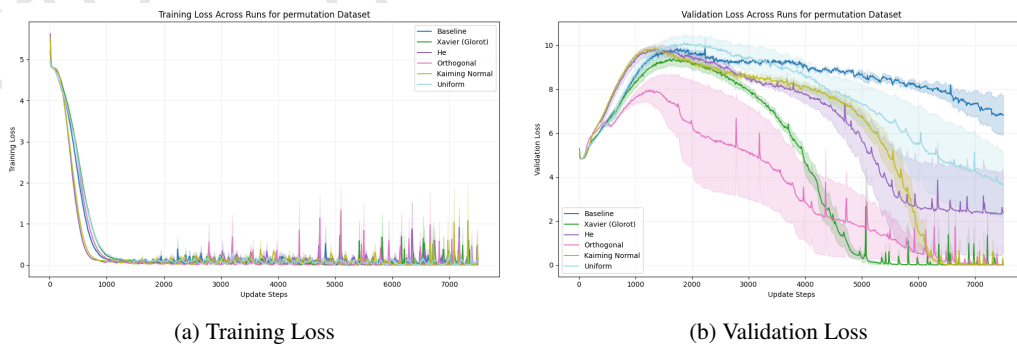 Training Loss Across Runs for permutation Dataset
Baseline
Xavier (Glorot)
He
Orthogonal
Kaiming Normal
Uniform
Training Loss
5
4
3
2
1
0
0 1000 2000 3000 4000 5000 6000 7000
Update Steps
(a) Training Loss
Validation Loss Across Runs for permutation Dataset
Validation Loss
10
8
6
4
2
0
Baseline
Xavier (Glorot)
He
Orthogonal
Kaiming Normal
Uniform
0 1000 2000 3000 4000 5000 6000 7000
Update Steps
(b) Validation Loss